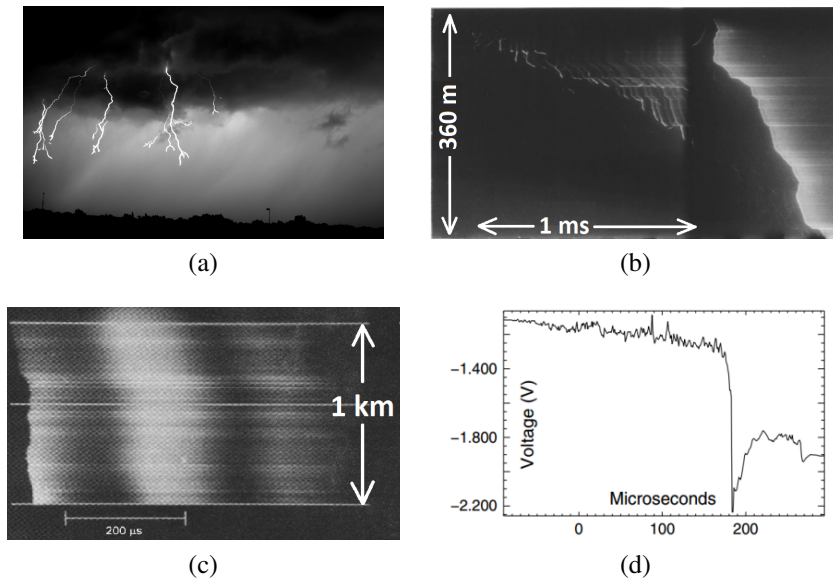 (a)
360 m
1 ms
(b)
1 km
200 µs
(c)
Voltage (V)
−1.400
−1.800
−2.200
Microseconds
0
100
200
(d)